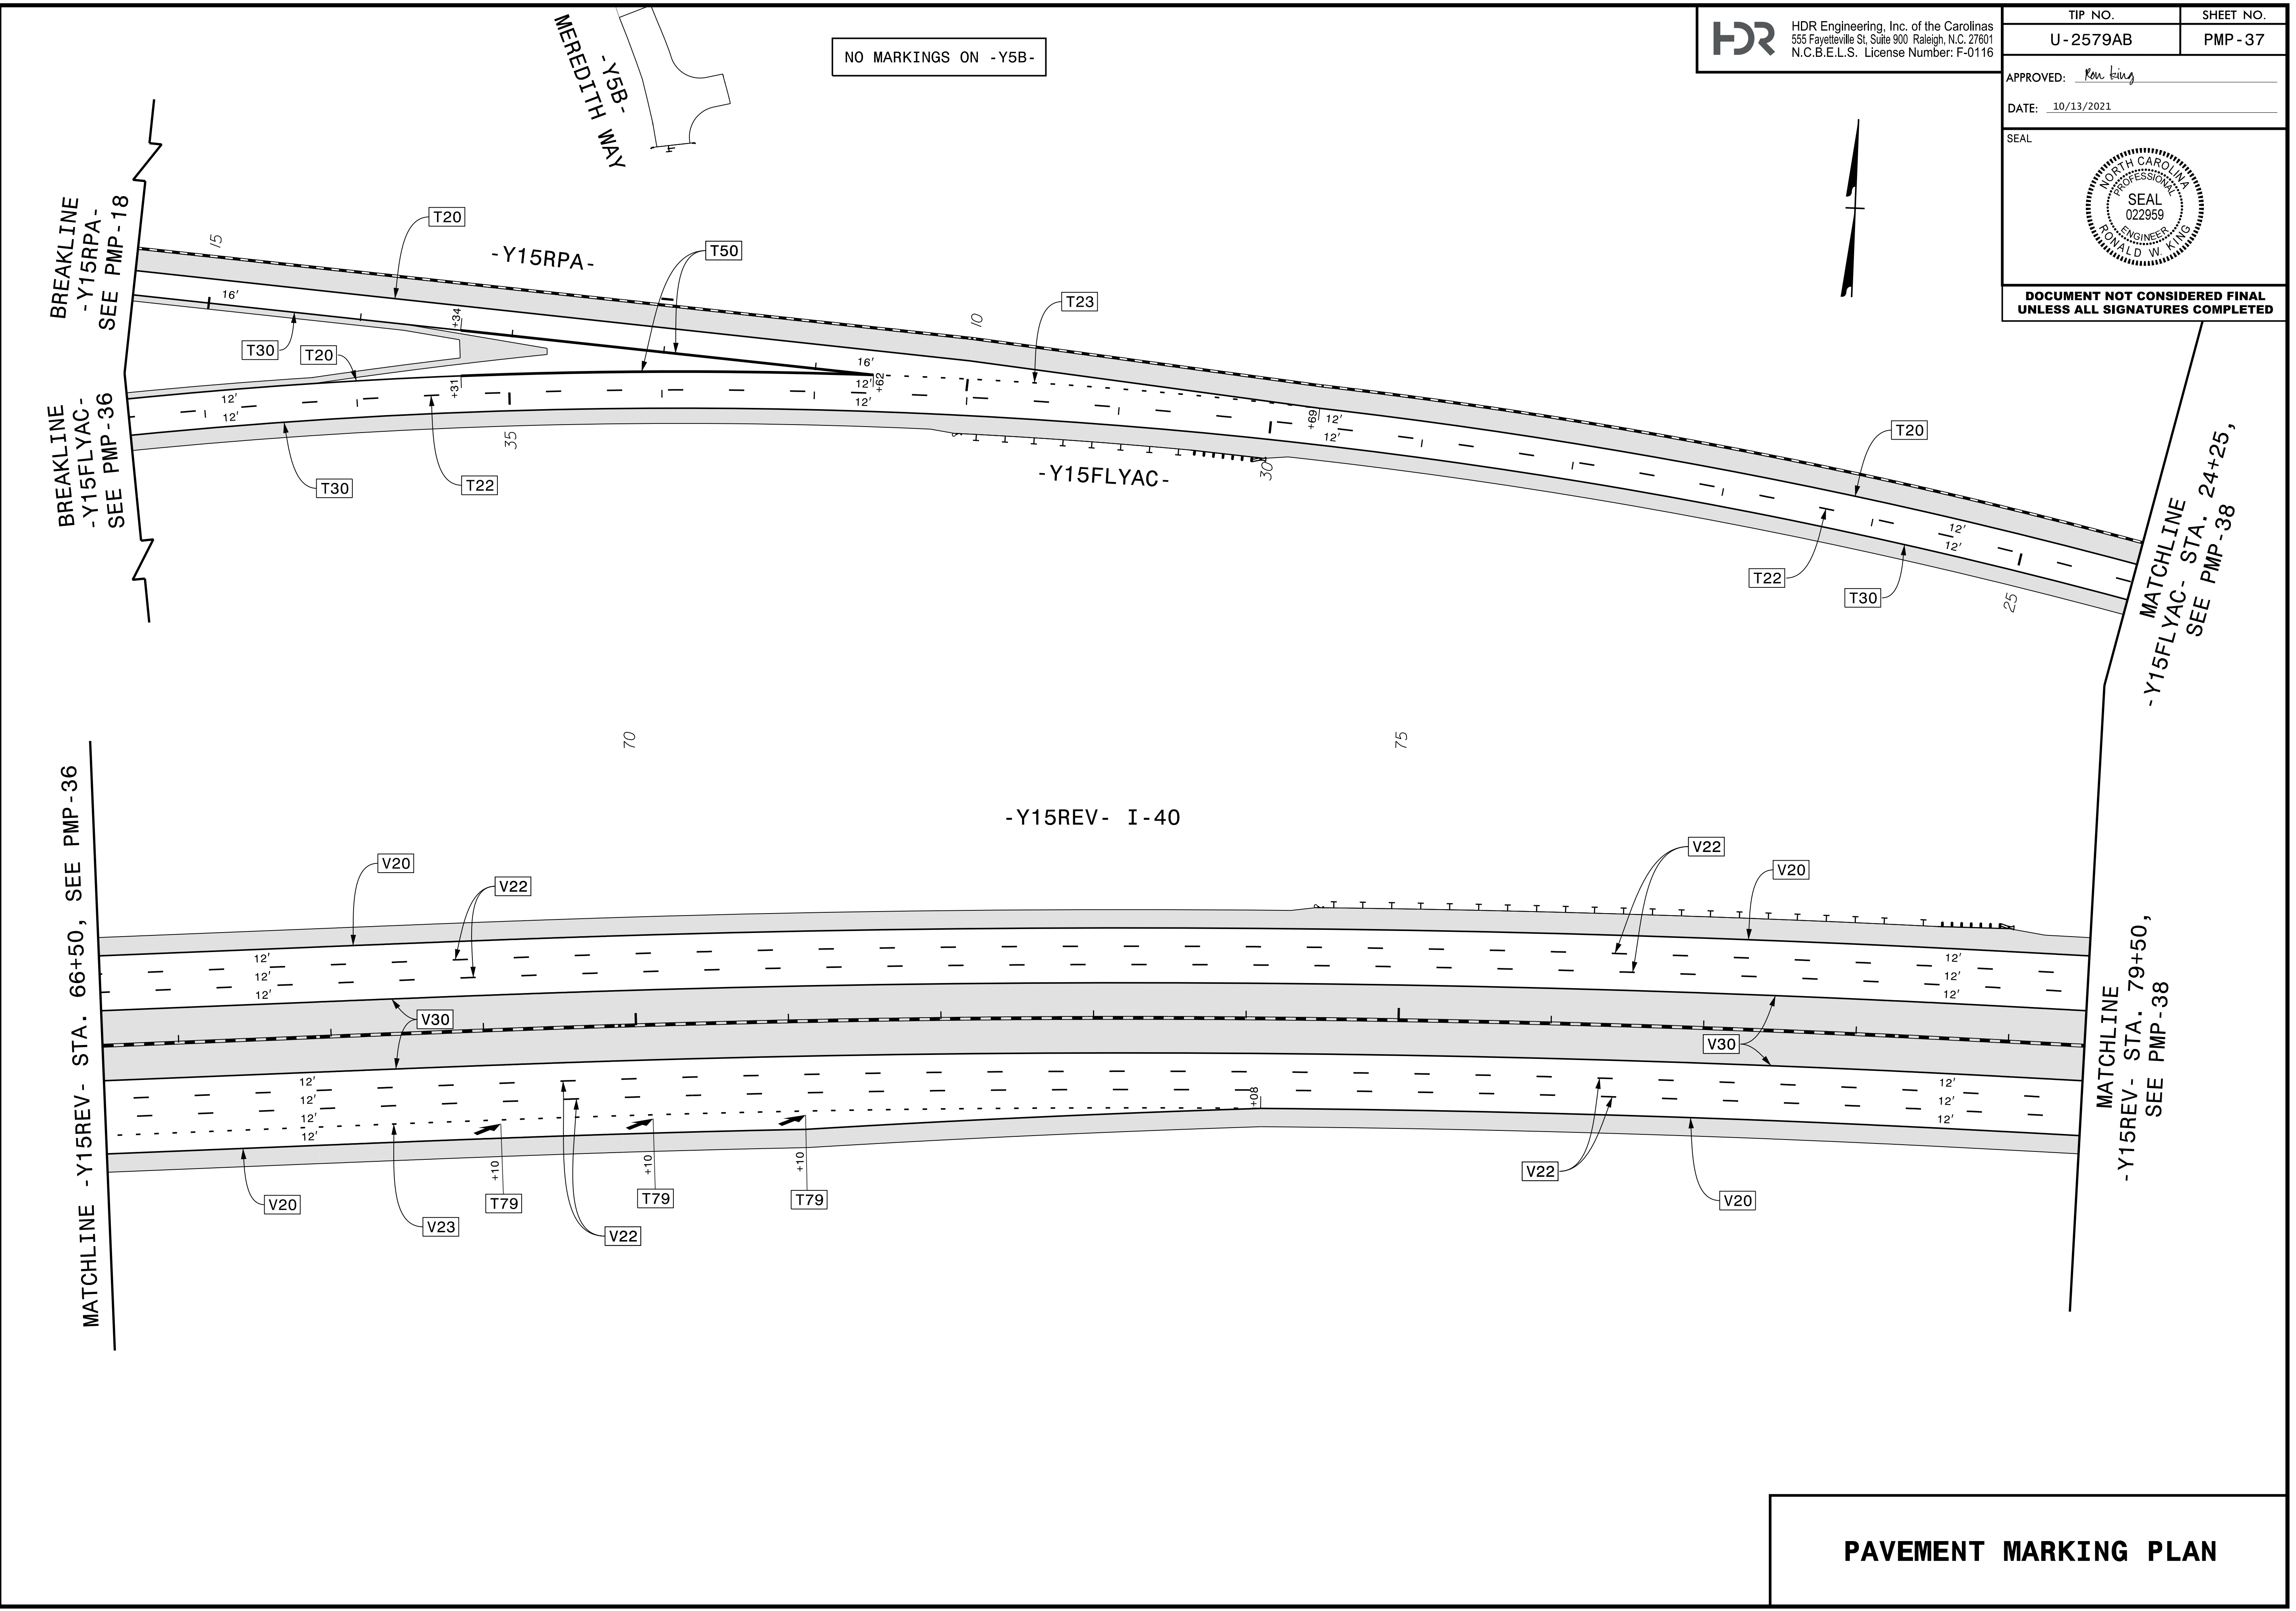 HDR
HDR Engineering, Inc. of the Carolinas
555 Fayetteville St, Suite 900 Raleigh, N.C. 27601
N.C.B.E.L.S. License Number: F-0116
TIP NO.
SHEET NO.
U-2579AB
PMP-37
APPROVED: Ron King
DATE: 10/13/2021
SEAL
NORTH CAROLINA
PROFESSIONAL
SEAL
022959
ENGINEER
RONALD W. KING
DOCUMENT NOT CONSIDERED FINAL
UNLESS ALL SIGNATURES COMPLETED
NO MARKINGS ON -Y5B-
-Y5B-
MEREDITH WAY
BREAKLINE
-Y15RPA-
SEE PMP-18
15
T20
-Y15RPA-
T50
10
T23
16'
+34
T30
T20
16'
12'
+62
12'
+31
12'
12'
BREAKLINE
-Y15FLYAC-
SEE PMP-36
35
T30
T22
-Y15FLYAC-
30
+69
12'
12'
T20
12'
12'
T22
T30
25
MATCHLINE
-Y15FLYAC- STA. 24+25,
SEE PMP-38
70
75
-Y15REV- I-40
MATCHLINE -Y15REV- STA. 66+50, SEE PMP-36
V20
V22
V22
V20
12'
12'
12'
12'
12'
12'
V30
V30
12'
12'
12'
12'
+08
12'
12'
12'
+10
+10
+10
V20
V23
T79
T79
T79
V22
V22
V20
MATCHLINE
-Y15REV- STA. 79+50,
SEE PMP-38
PAVEMENT MARKING PLAN